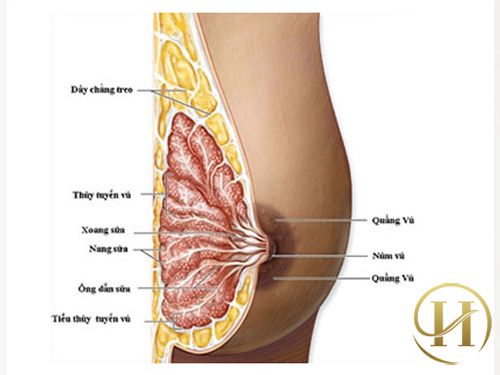 Dây chằng treo
Thùy tuyến vú
Xoang sữa
Nang sữa
Ông dẫn sữa
Tiểu thùy tuyến vú
Quầng Vú
Núm vú
Quầng Vú
H